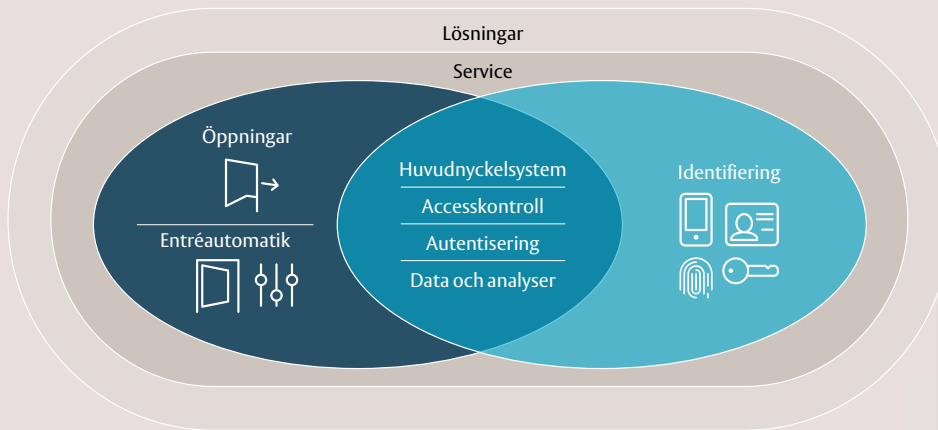 Lösningar
Service
Öppningar
Entréautomatik
Huvudnyckelsystem
Accesskontroll
Autentisering
Data och analyser
Identifiering